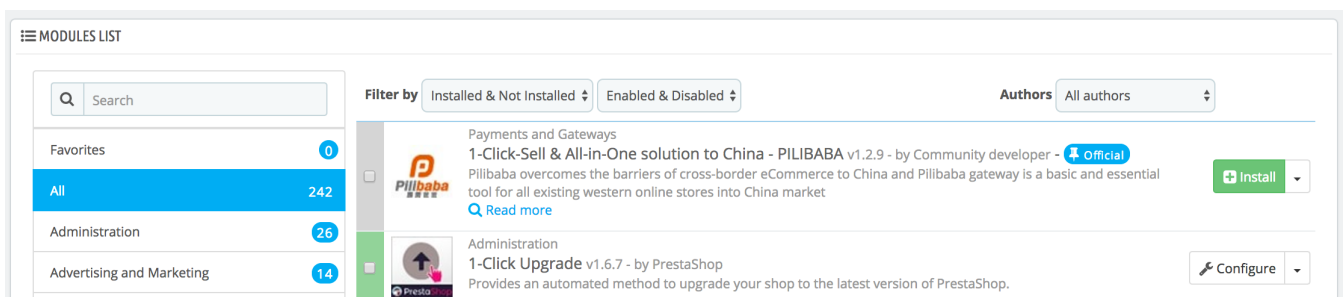 MODULES LIST
Search
Filter by Installed & Not Installed Enabled & Disabled Authors All authors
Favorites 0
All 242
Administration 26
Advertising and Marketing 14
Pilibaba
Payments and Gateways
1-Click-Sell & All-in-One solution to China - PILIBABA v1.2.9 - by Community developer - Official
Pilibaba overcomes the barriers of cross-border eCommerce to China and Pilibaba gateway is a basic and essential
tool for all existing western online stores into China market
Read more
Install
PrestaShop
Administration
1-Click Upgrade v1.6.7 - by PrestaShop
Provides an automated method to upgrade your shop to the latest version of PrestaShop.
Configure